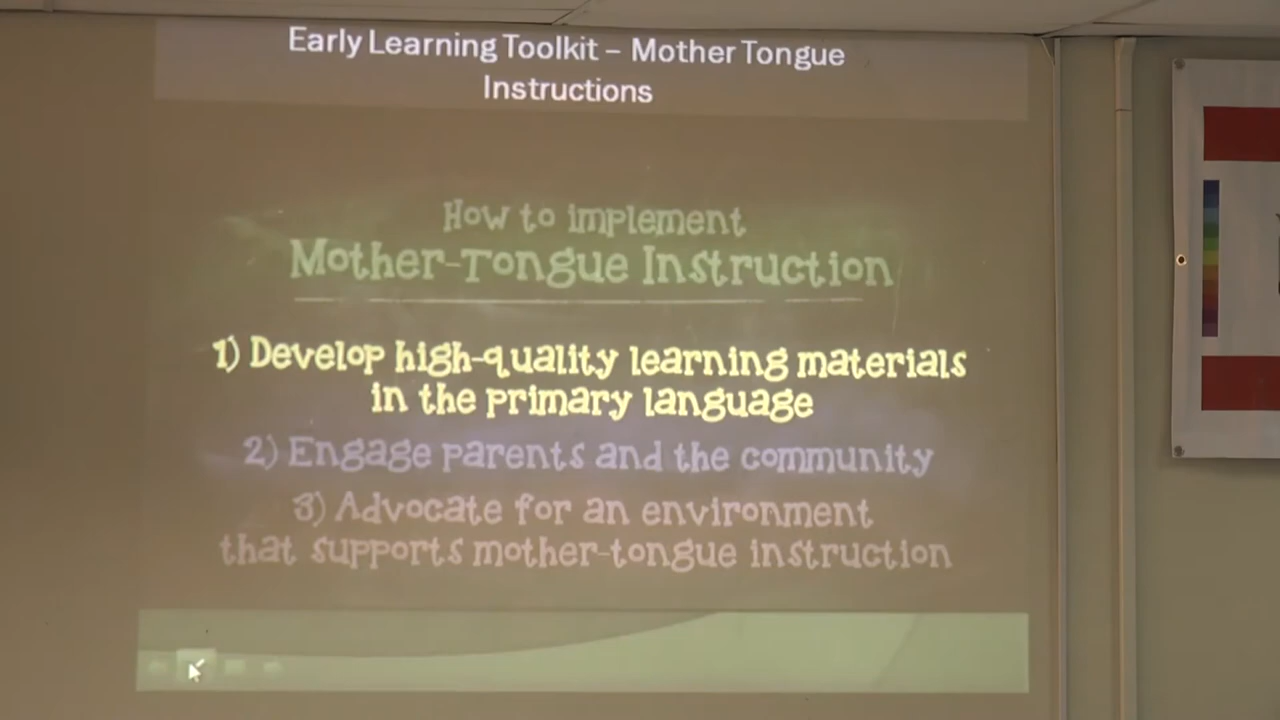 Early Learning Toolkit – Mother Tongue
Instructions
How to implement
Mother-Tongue Instruction
1) Develop high-quality learning materials
in the primary language
2) Engage parents and the community
3) Advocate for an environment
that supports mother-tongue instruction